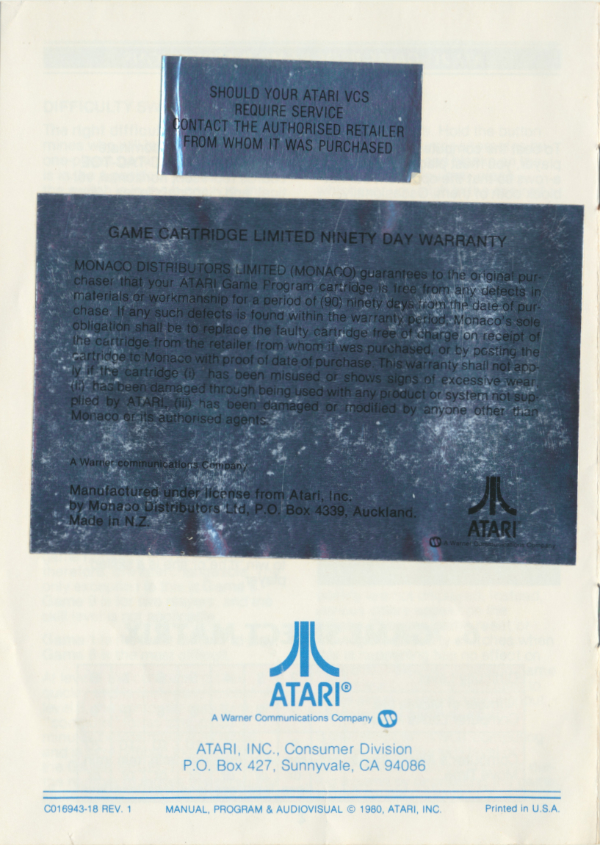 SHOULD YOUR ATARI VCS
REQUIRE SERVICE
CONTACT THE AUTHORISED RETAILER
FROM WHOM IT WAS PURCHASED
GAME CARTRIDGE LIMITED NINETY DAY WARRANTY
MONACO DISTRIBUTORS LIMITED (MONACO) guarantees to the original pur-
chaser that your ATARI Game Program cartridge is free from any defects in
materials or workmanship for a period of (90) ninety days from the date of pur-
chase. If any such defects is found within the warranty period, Monaco's sole
obligation shall be to replace the faulty cartridge free of charge on receipt of
the cartridge from the retailer from whom it was purchased, or by posting the
cartridge to Monaco with proof of date of purchase. This warranty shall not app-
ly if the cartridge (i) has been misused or shows signs of excessive wear,
(ii) has been damaged through being used with any product or system not sup-
plied by ATARI, (iii) has been damaged or modified by anyone other than
Monaco or its authorised agents.
A Warner communications Company
Manufactured under license from Atari, Inc.
by Monaco Distributors Ltd, P.O. Box 4339, Auckland.
Made in N.Z.
ATARI
A Warner Communications Company
ATARI®
A Warner Communications Company
ATARI, INC., Consumer Division
P.O. Box 427, Sunnyvale, CA 94086
C016943-18 REV. 1 MANUAL, PROGRAM & AUDIOVISUAL © 1980, ATARI, INC. Printed in U.S.A.